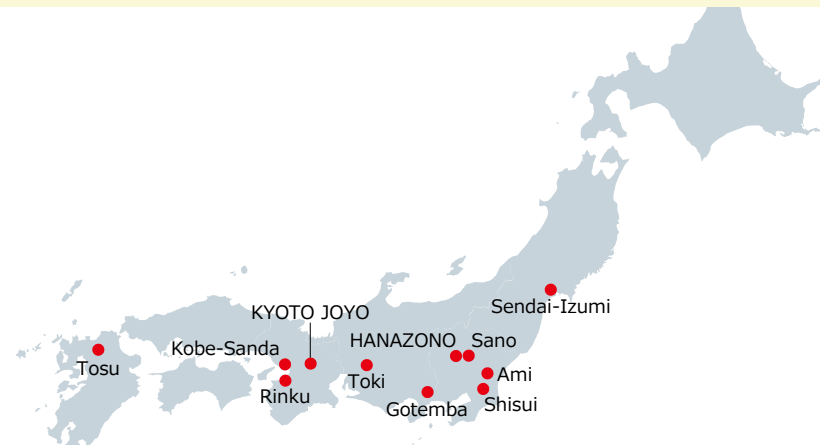 Sendai-Izumi
KYOTO JOYO
HANAZONO
Sano
Kobe-Sanda
Tosu
Toki
Ami
Rinku
Gotemba
Shisui